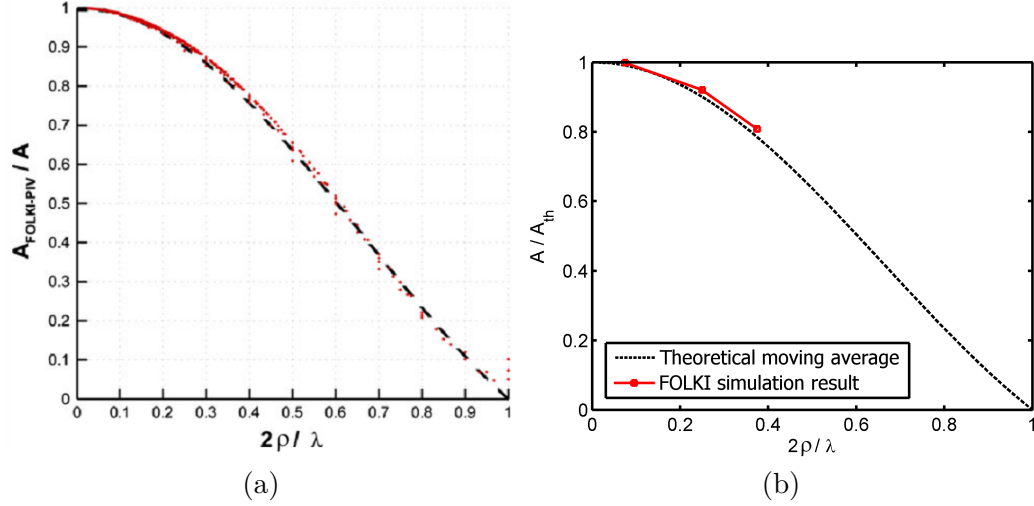 1
0.9
0.8
0.7
0.6
0.5
0.4
0.3
0.2
0.1
0
A_FOLKI-PIV / A
0 0.1 0.2 0.3 0.4 0.5 0.6 0.7 0.8 0.9 1
2ρ/ λ
(a)
1
0.8
0.6
0.4
0.2
0
A / A_th
Theoretical moving average
FOLKI simulation result
0 0.2 0.4 0.6 0.8 1
2ρ/ λ
(b)